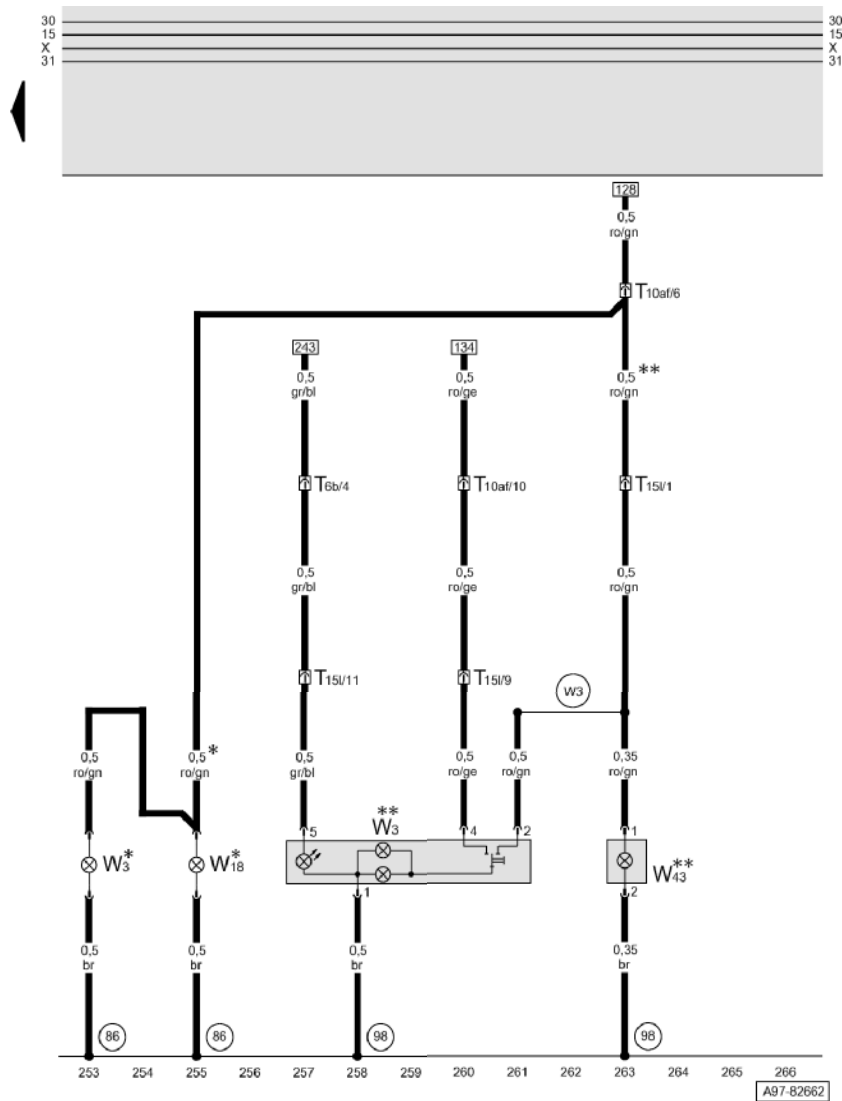 30 30
15 15
X X
31 31
128
0,5
ro/gn
T10af/6
243 134
0,5 0,5 0,5 **
gr/bl ro/ge ro/gn
T6b/4 T10af/10 T15l/1
0,5 0,5 0,5
gr/bl ro/ge ro/gn
T15l/11 T15l/9
W3
0,5 0,5 * 0,5 0,5 0,5 0,35
ro/gn ro/gn gr/bl ro/ge ro/gn ro/gn
** 
5 W3 4 2 1
W3* W18* W43**
1 2
0,5 0,5 0,5 0,35
br br br br
86 86 98 98
253 254 255 256 257 258 259 260 261 262 263 264 265 266
A97-82662